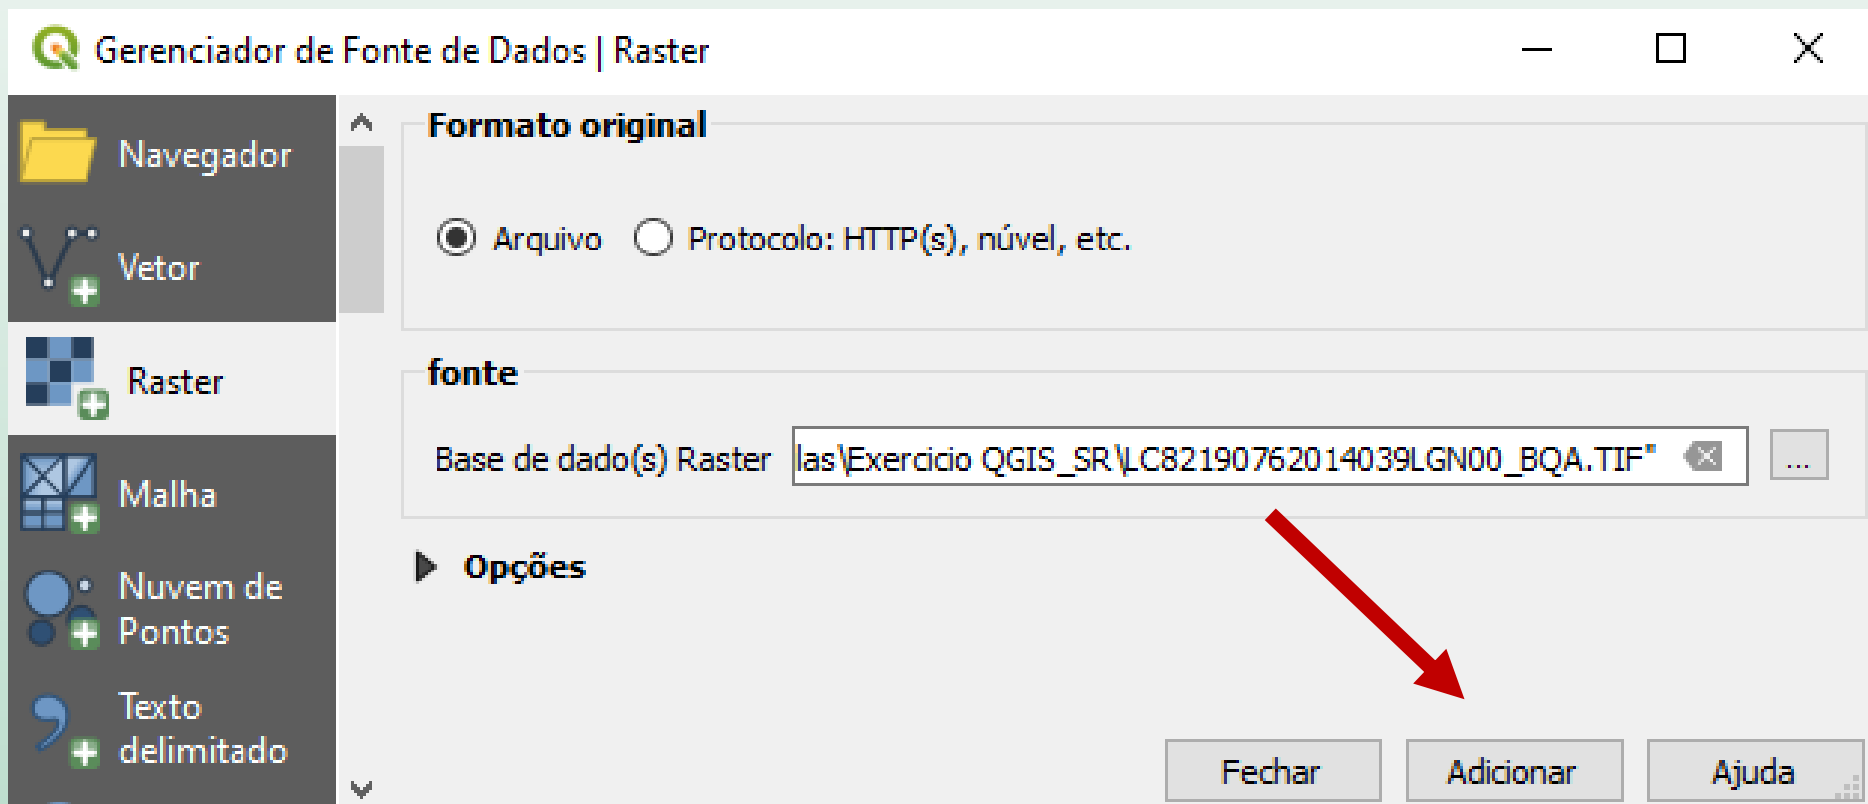 Gerenciador de Fonte de Dados | Raster
Navegador
Vetor
Raster
Malha
Nuvem de
Pontos
Texto
delimitado
Formato original
Arquivo
Protocolo: HTTP(s), núvel, etc.
fonte
Base de dado(s) Raster
las\Exercicio QGIS_SR\LC82190762014039LGN00_BQA.TIF"
...
Opções
Fechar
Adicionar
Ajuda